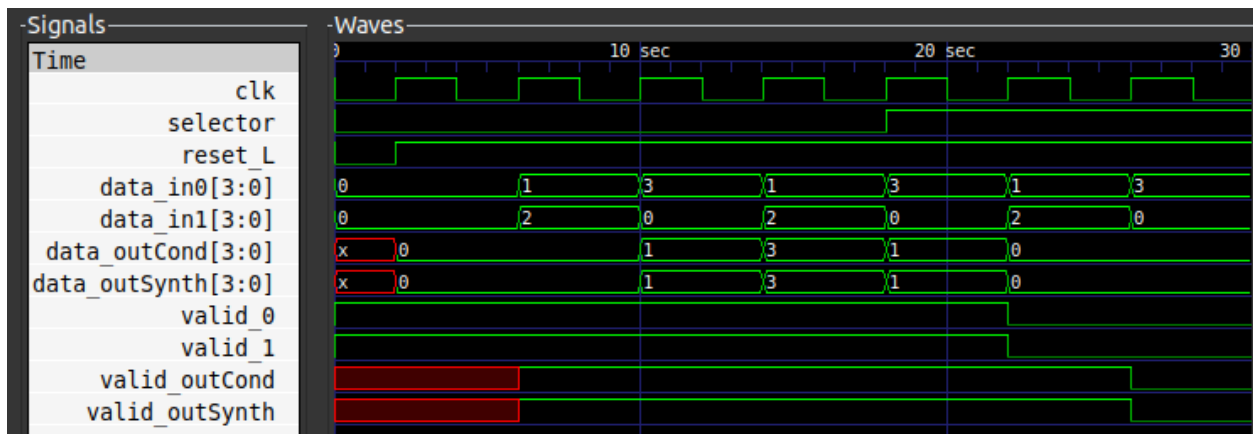 Signals
Waves
Time
0 10 sec 20 sec 30
clk
selector
reset_L
data_in0[3:0] 0 1 3 1 3 1 3
data_in1[3:0] 0 2 0 2 0 2 0
data_outCond[3:0] x 0 1 3 1 0
data_outSynth[3:0] x 0 1 3 1 0
valid_0
valid_1
valid_outCond
valid_outSynth